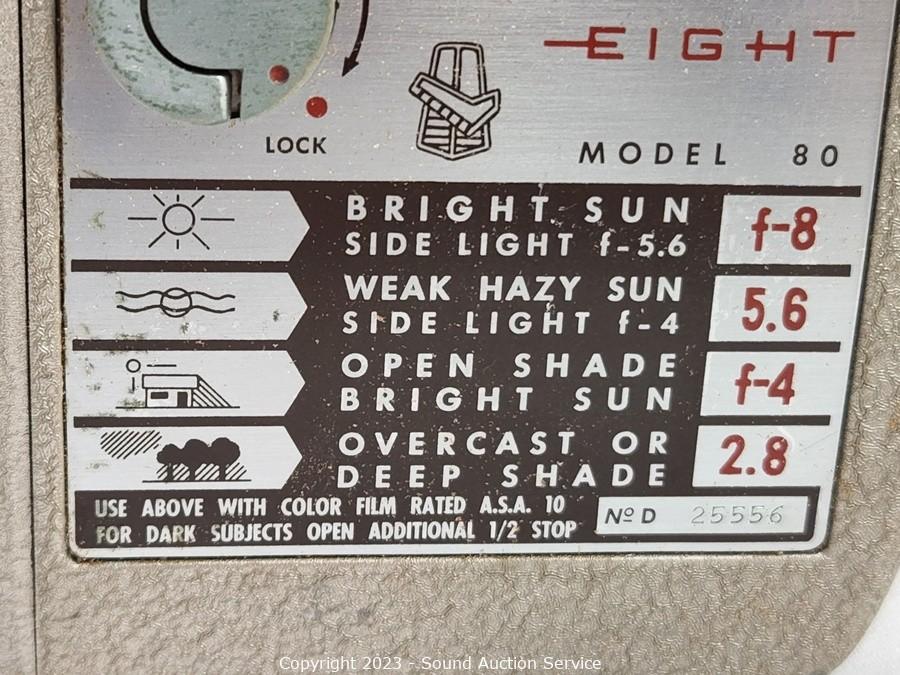 EIGHT
LOCK
MODEL 80
BRIGHT SUN
SIDE LIGHT f-5.6
f-8
WEAK HAZY SUN
SIDE LIGHT f-4
5.6
OPEN SHADE
BRIGHT SUN
f-4
OVERCAST OR
DEEP SHADE
2.8
USE ABOVE WITH COLOR FILM RATED A.S.A. 10
FOR DARK SUBJECTS OPEN ADDITIONAL 1/2 STOP
Nº D 25556
Copyright 2023 - Sound Auction Service